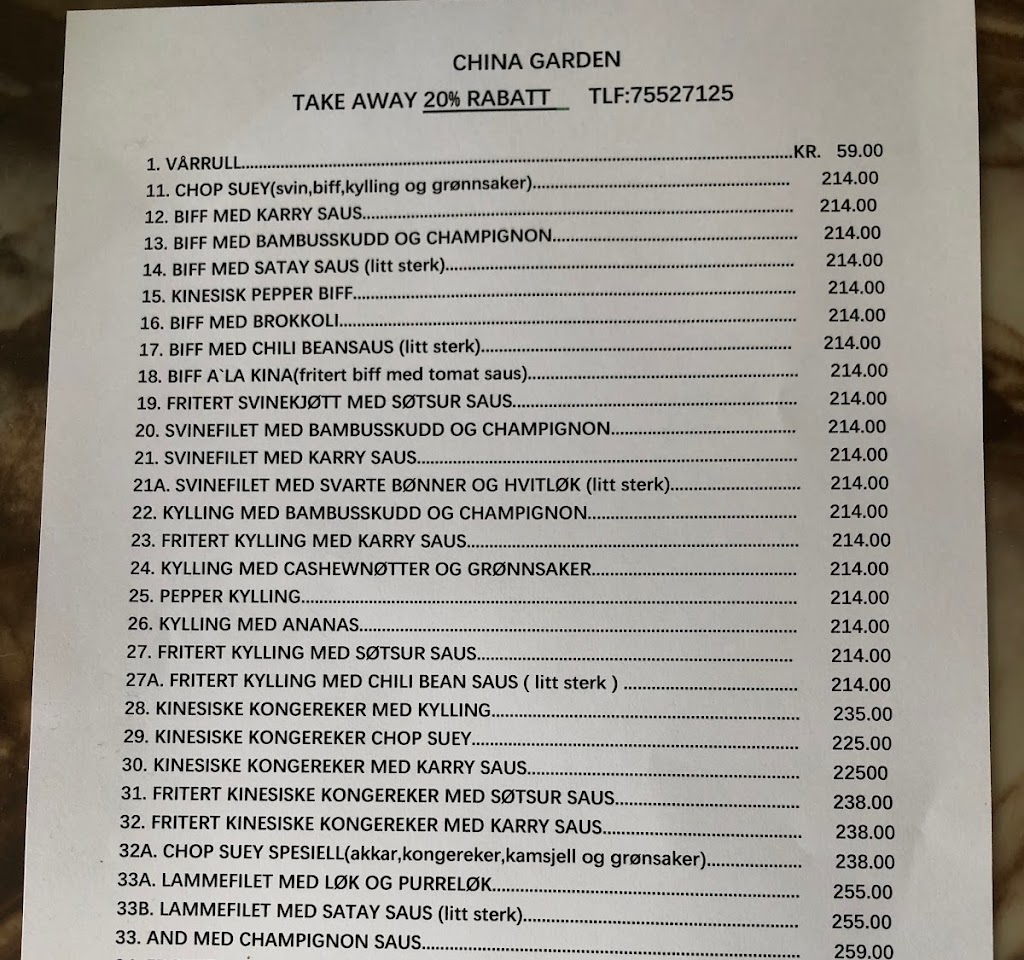 CHINA GARDEN
TAKE AWAY 20% RABATT TLF:75527125
1. VÅRRULL....................KR. 59.00
11. CHOP SUEY(svin,biff,kylling og grønnsaker).................... 214.00
12. BIFF MED KARRY SAUS.................... 214.00
13. BIFF MED BAMBUSSKUDD OG CHAMPIGNON.................... 214.00
14. BIFF MED SATAY SAUS (litt sterk).................... 214.00
15. KINESISK PEPPER BIFF.................... 214.00
16. BIFF MED BROKKOLI.................... 214.00
17. BIFF MED CHILI BEANSAUS (litt sterk).................... 214.00
18. BIFF A`LA KINA(fritert biff med tomat saus).................... 214.00
19. FRITERT SVINEKJØTT MED SØTSUR SAUS.................... 214.00
20. SVINEFILET MED BAMBUSSKUDD OG CHAMPIGNON.................... 214.00
21. SVINEFILET MED KARRY SAUS.................... 214.00
21A. SVINEFILET MED SVARTE BØNNER OG HVITLØK (litt sterk).................... 214.00
22. KYLLING MED BAMBUSSKUDD OG CHAMPIGNON.................... 214.00
23. FRITERT KYLLING MED KARRY SAUS.................... 214.00
24. KYLLING MED CASHEWNØTTER OG GRØNNSAKER.................... 214.00
25. PEPPER KYLLING.................... 214.00
26. KYLLING MED ANANAS.................... 214.00
27. FRITERT KYLLING MED SØTSUR SAUS.................... 214.00
27A. FRITERT KYLLING MED CHILI BEAN SAUS ( litt sterk ) .................... 214.00
28. KINESISKE KONGEREKER MED KYLLING.................... 235.00
29. KINESISKE KONGEREKER CHOP SUEY.................... 225.00
30. KINESISKE KONGEREKER MED KARRY SAUS.................... 22500
31. FRITERT KINESISKE KONGEREKER MED SØTSUR SAUS.................... 238.00
32. FRITERT KINESISKE KONGEREKER MED KARRY SAUS.................... 238.00
32A. CHOP SUEY SPESIELL(akkar,kongereker,kamsjell og grønsaker).................... 238.00
33A. LAMMEFILET MED LØK OG PURRELØK.................... 255.00
33B. LAMMEFILET MED SATAY SAUS (litt sterk).................... 255.00
33. AND MED CHAMPIGNON SAUS.................... 259.00